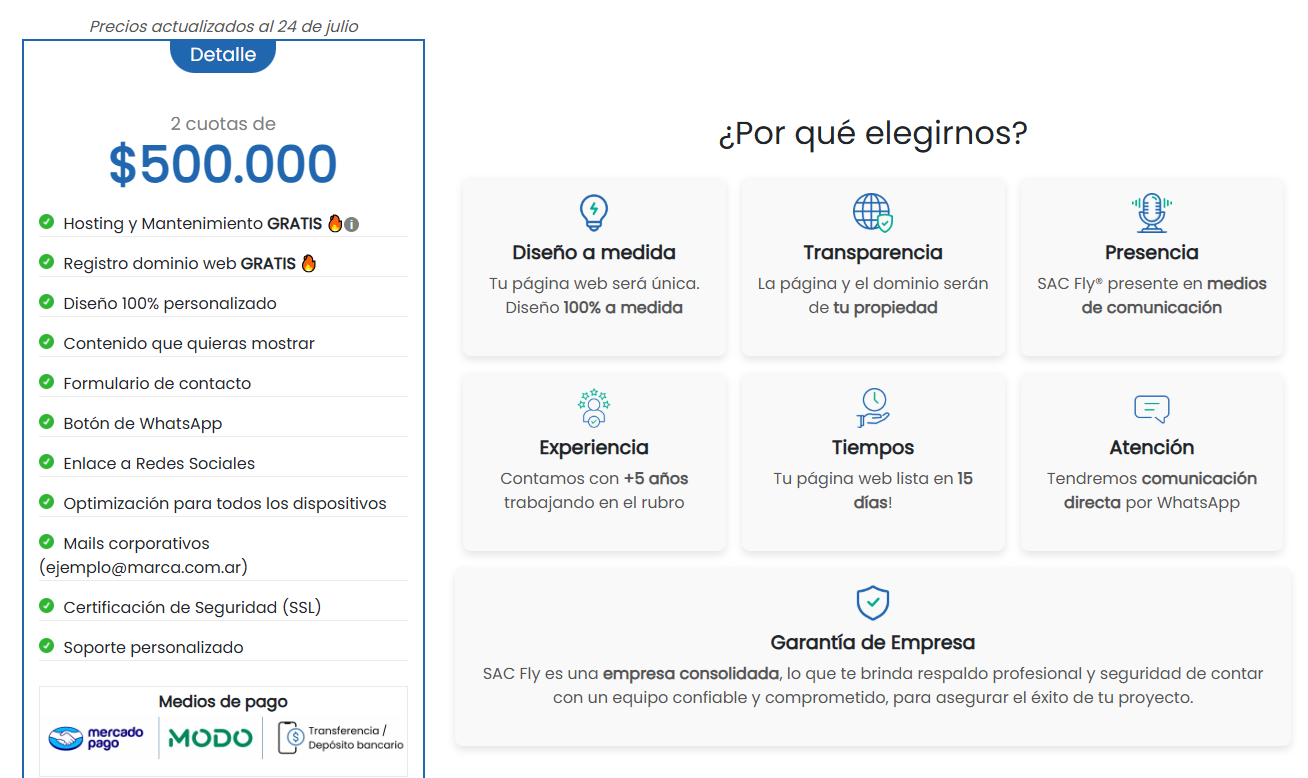 Precios actualizados al 24 de julio
Detalle
2 cuotas de
$500.000
Hosting y Mantenimiento GRATIS 🔥
Registro dominio web GRATIS 🔥
Diseño 100% personalizado
Contenido que quieras mostrar
Formulario de contacto
Botón de WhatsApp
Enlace a Redes Sociales
Optimización para todos los dispositivos
Mails corporativos
(ejemplo@marca.com.ar)
Certificación de Seguridad (SSL)
Soporte personalizado
Medios de pago
mercado
pago
MODO
Transferencia /
Depósito bancario
¿Por qué elegirnos?
Diseño a medida
Tu página web será única.
Diseño 100% a medida
Transparencia
La página y el dominio serán
de tu propiedad
Presencia
SAC Fly® presente en medios
de comunicación
Experiencia
Contamos con +5 años
trabajando en el rubro
Tiempos
Tu página web lista en 15
días!
Atención
Tendremos comunicación
directa por WhatsApp
Garantía de Empresa
SAC Fly es una empresa consolidada, lo que te brinda respaldo profesional y seguridad de contar
con un equipo confiable y comprometido, para asegurar el éxito de tu proyecto.